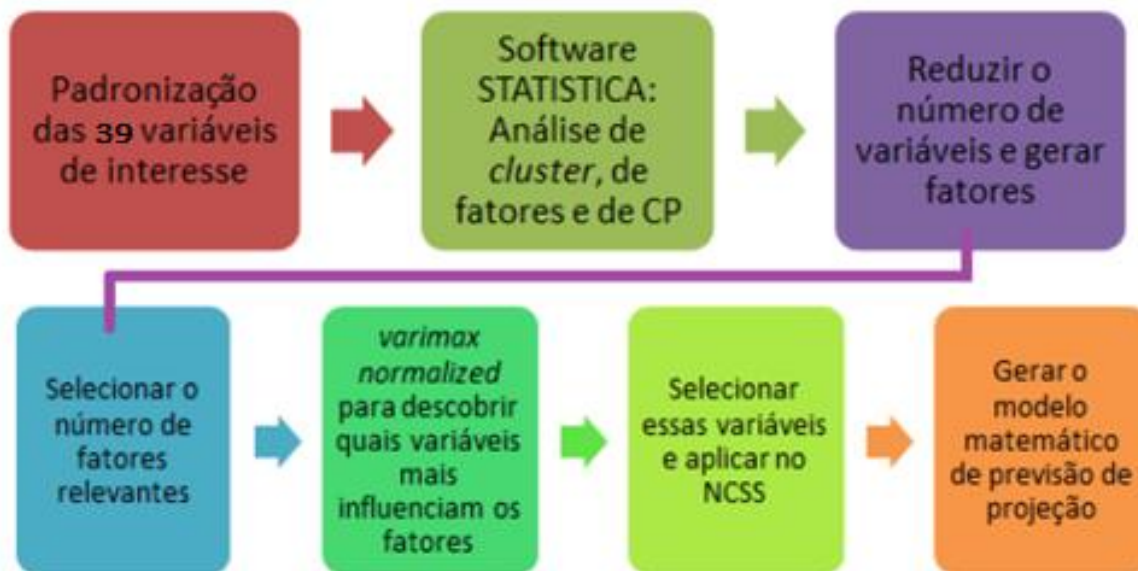 Padronização
das 39 variáveis
de interesse
Software
STATISTICA:
Análise de
cluster, de
fatores e de CP
Reduzir o
número de
variáveis e gerar
fatores
Selecionar o
número de
fatores
relevantes
varimax
normalized
para descobrir
quais variáveis
mais
influenciam os
fatores
Selecionar
essas variáveis
e aplicar no
NCSS
Gerar o
modelo
matemático
de previsão de
projeção